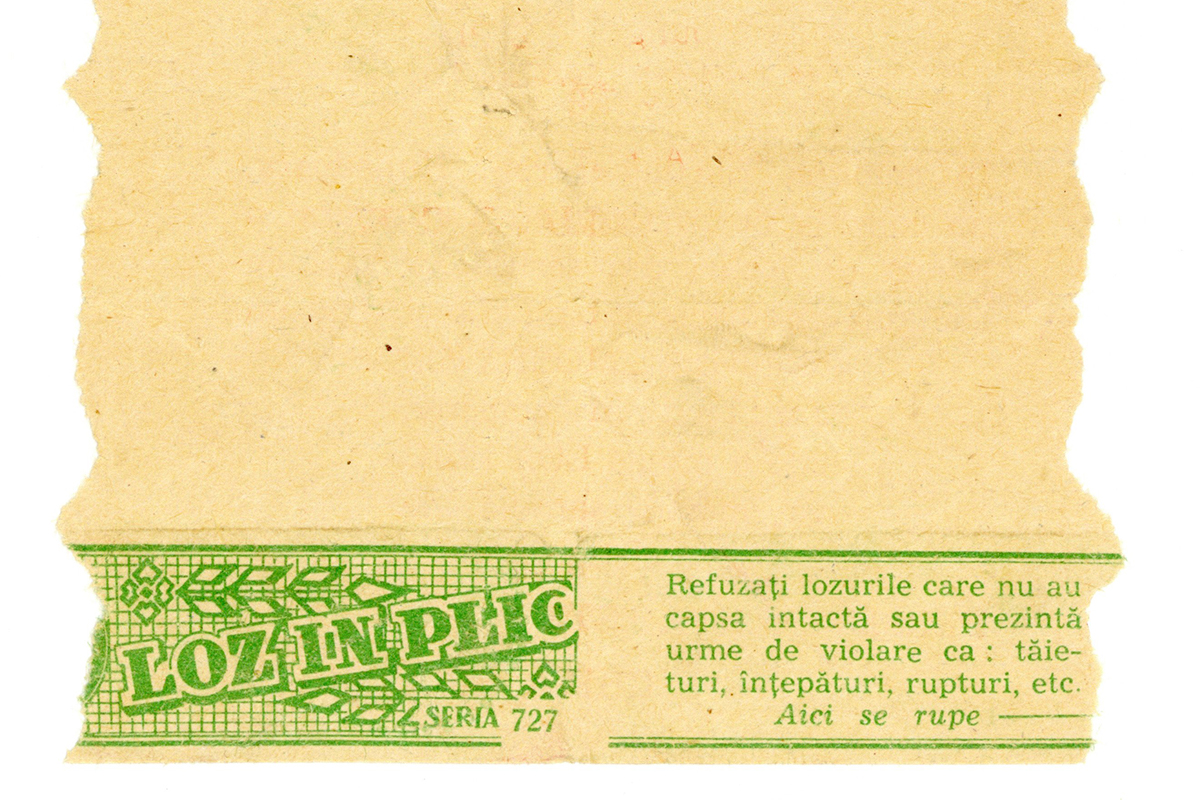 LOZ IN PLIC
SERIA 727
Refuzați lozurile care nu au
capsa intactă sau prezintă
urme de violare ca : tăie-
turi, înțepături, rupturi, etc.
Aici se rupe